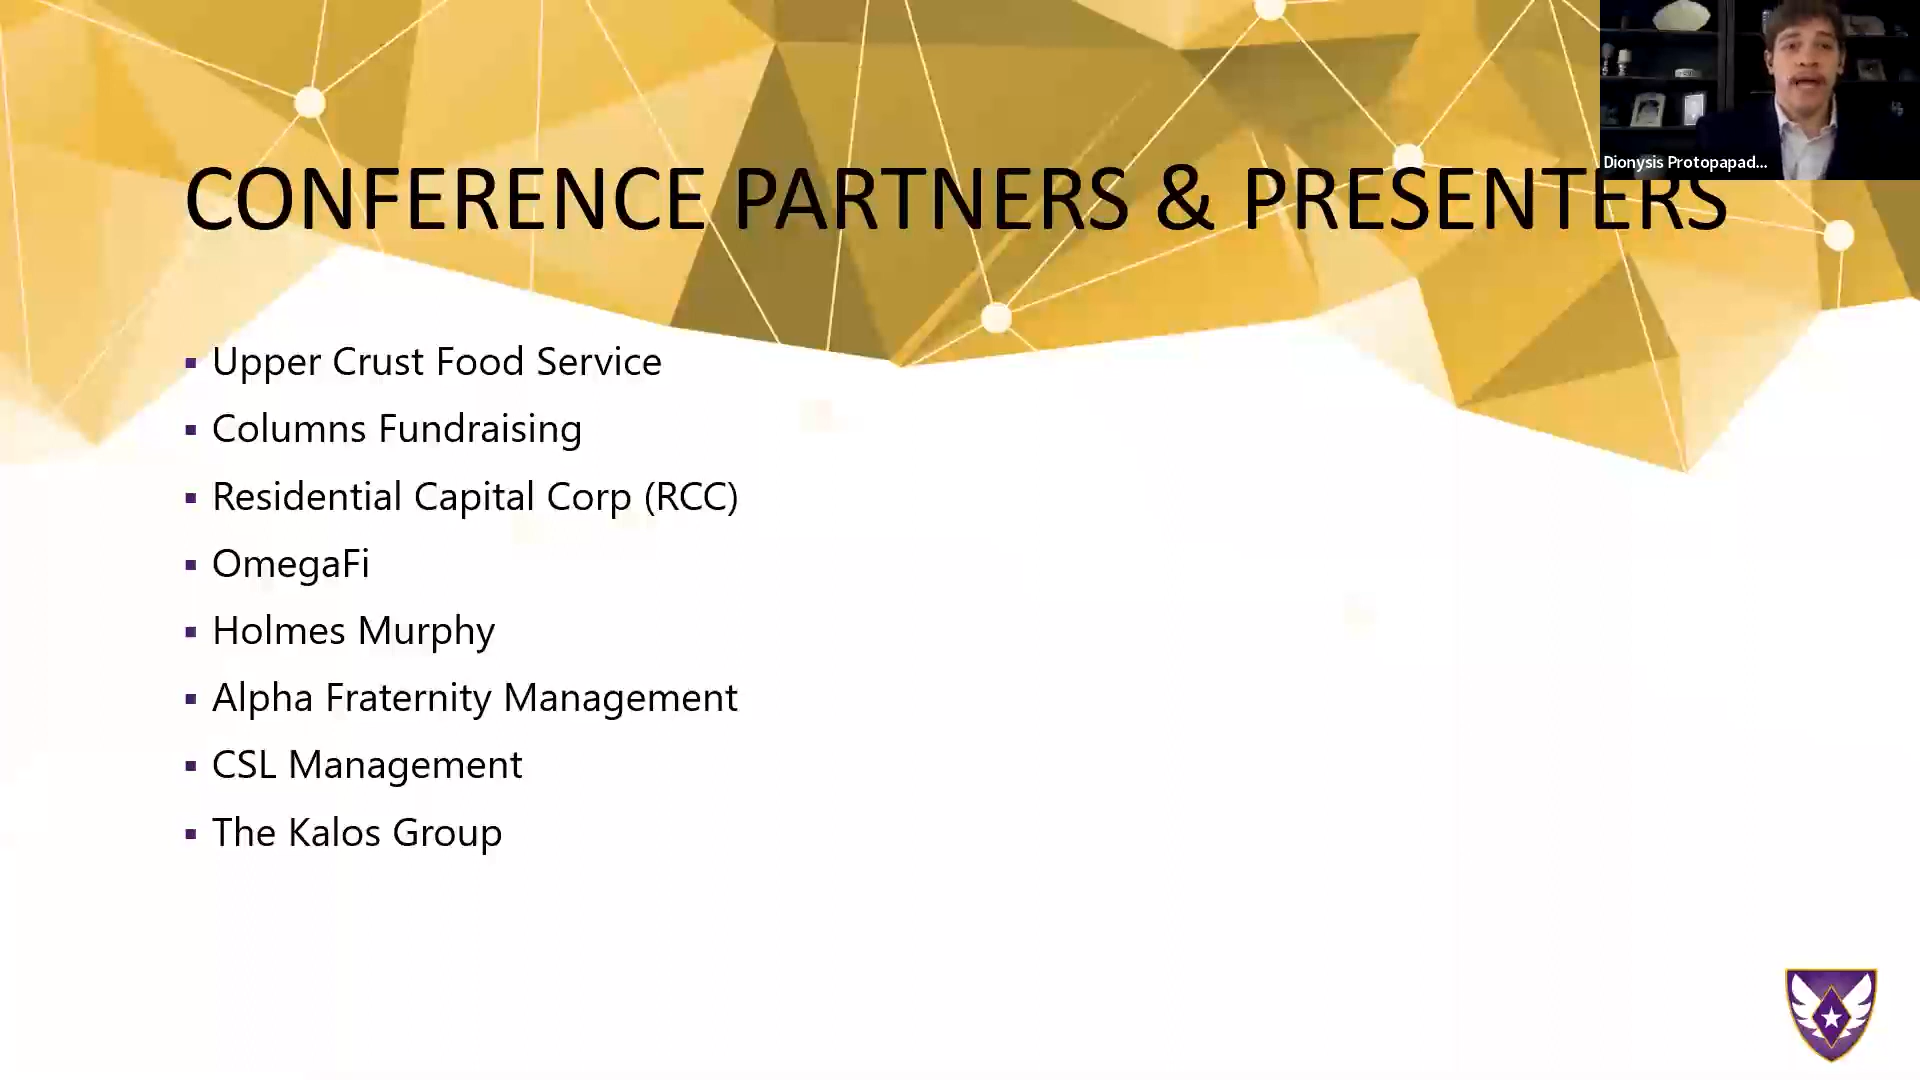 Dionysis Protopapad...
CONFERENCE PARTNERS & PRESENTERS
▪ Upper Crust Food Service
▪ Columns Fundraising
▪ Residential Capital Corp (RCC)
▪ OmegaFi
▪ Holmes Murphy
▪ Alpha Fraternity Management
▪ CSL Management
▪ The Kalos Group